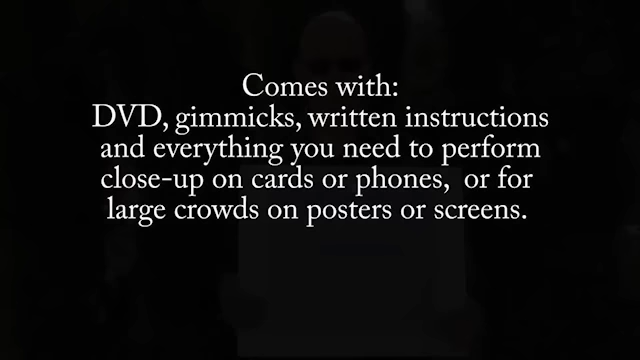 Comes with:
DVD, gimmicks, written instructions
and everything you need to perform
close-up on cards or phones, or for
large crowds on posters or screens.